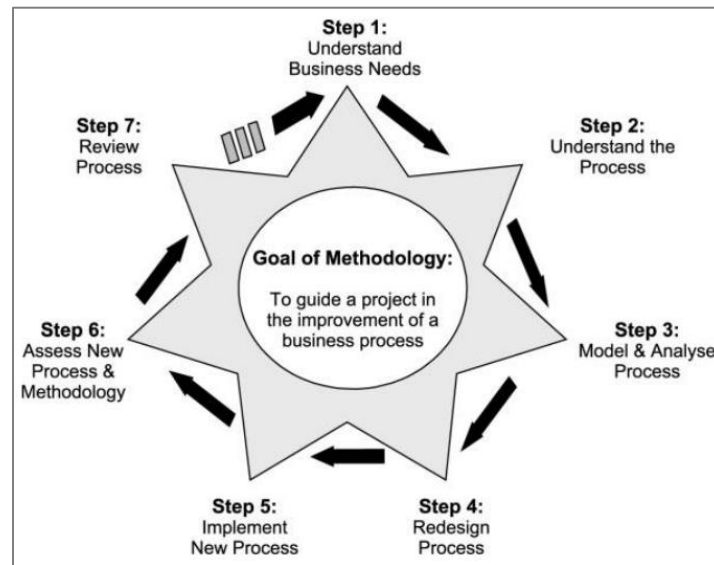 Step 1:
Understand
Business Needs
Step 2:
Understand the
Process
Step 3:
Model & Analyse
Process
Step 4:
Redesign
Process
Step 5:
Implement
New Process
Step 6:
Assess New
Process &
Methodology
Step 7:
Review
Process
Goal of Methodology:
To guide a project in
the improvement of a
business process